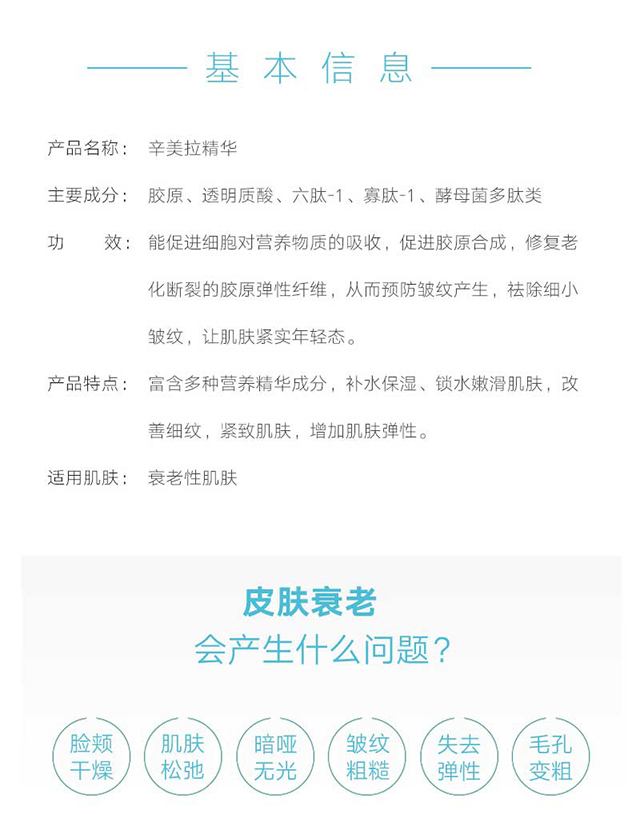 基本信息
产品名称： 辛美拉精华
主要成分： 胶原、透明质酸、六肽-1、寡肽-1、酵母菌多肽类
功 效： 能促进细胞对营养物质的吸收，促进胶原合成，修复老
化断裂的胶原弹性纤维，从而预防皱纹产生，祛除细小
皱纹，让肌肤紧实年轻态。
产品特点： 富含多种营养精华成分，补水保湿、锁水嫩滑肌肤，改
善细纹，紧致肌肤，增加肌肤弹性。
适用肌肤： 衰老性肌肤
皮肤衰老
会产生什么问题？
脸颊 肌肤 暗哑 皱纹 失去 毛孔
干燥 松弛 无光 粗糙 弹性 变粗